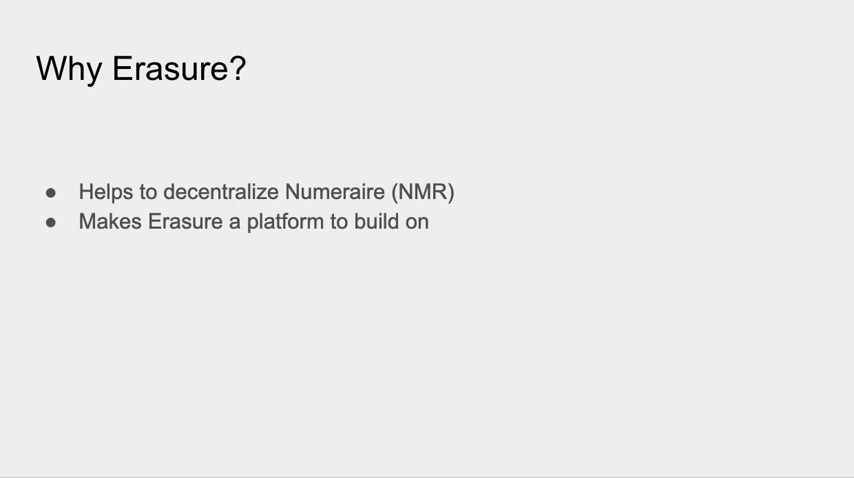 Why Erasure?
● Helps to decentralize Numeraire (NMR)
● Makes Erasure a platform to build on